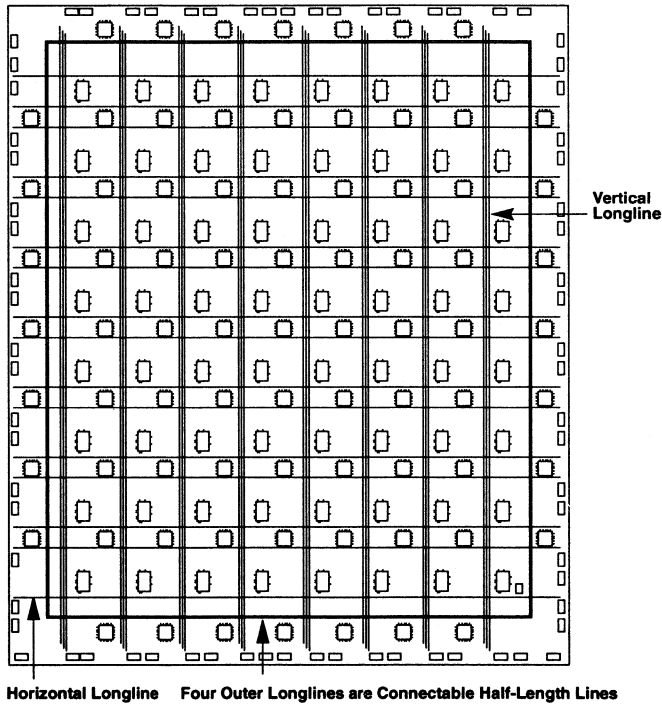 Vertical
Longline
Horizontal Longline
Four Outer Longlines are Connectable Half-Length Lines